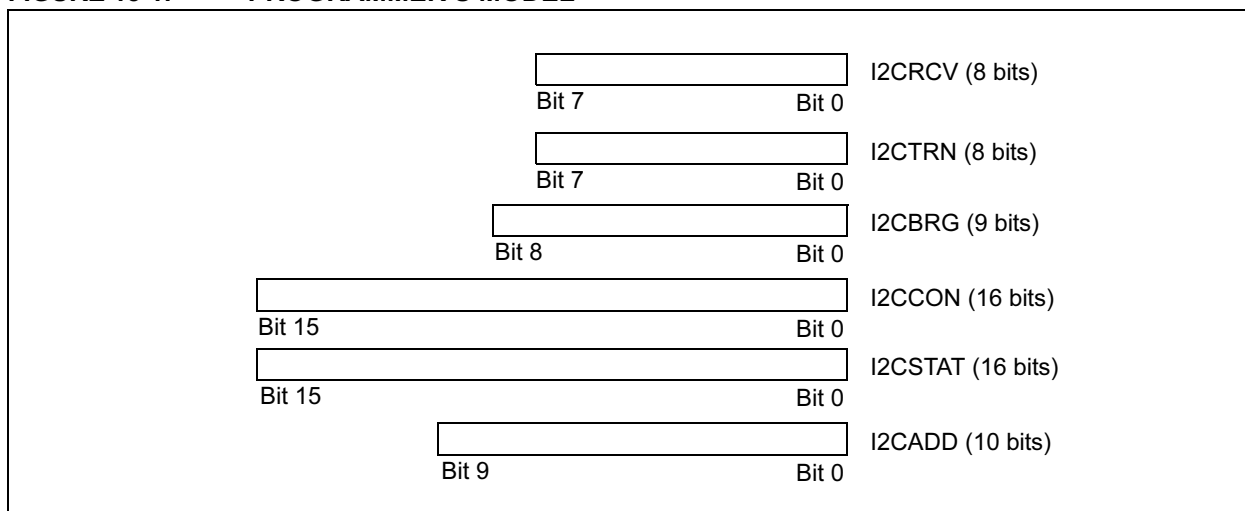 I2CRCV (8 bits)
Bit 7 Bit 0
I2CTRN (8 bits)
Bit 7 Bit 0
I2CBRG (9 bits)
Bit 8 Bit 0
I2CCON (16 bits)
Bit 15 Bit 0
I2CSTAT (16 bits)
Bit 15 Bit 0
I2CADD (10 bits)
Bit 9 Bit 0